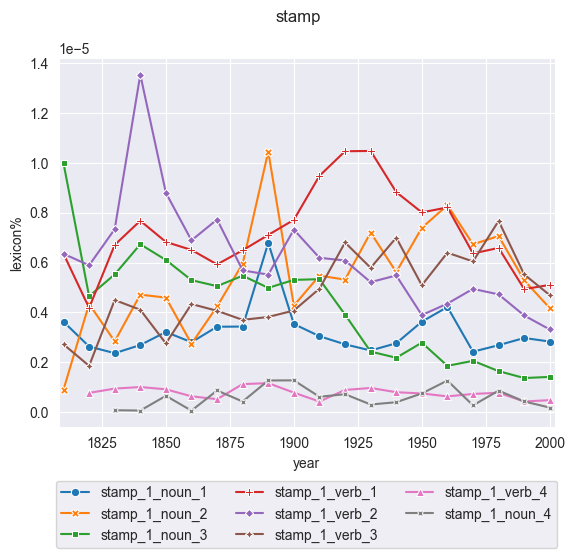 stamp
1e−5
1.4
1.2
1.0
0.8
0.6
0.4
0.2
0.0
lexicon%
1825 1850 1875 1900 1925 1950 1975 2000
year
stamp_1_noun_1 stamp_1_verb_1 stamp_1_verb_4
stamp_1_noun_2 stamp_1_verb_2 stamp_1_noun_4
stamp_1_noun_3 stamp_1_verb_3